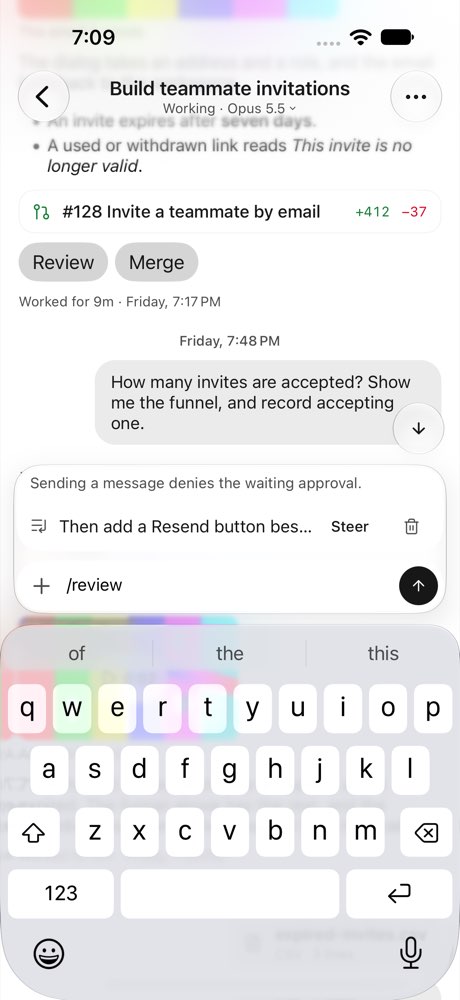 7:09
Build teammate invitations
Working · Opus 5.5
• An invite expires after seven days.
• A used or withdrawn link reads This invite is no
longer valid.
#128 Invite a teammate by email +412 −37
Review Merge
Worked for 9m · Friday, 7:17 PM
Friday, 7:48 PM
How many invites are accepted? Show
me the funnel, and record accepting
one.
Sending a message denies the waiting approval.
Then add a Resend button bes... Steer
/review
of the this
q w e r t y u i o p
a s d f g h j k l
z x c v b n m
123